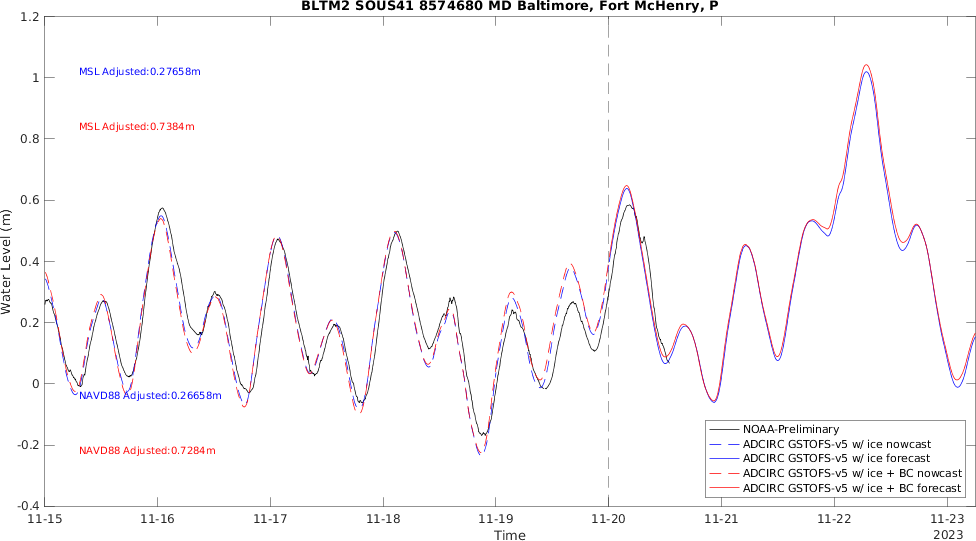 BLTM2 SOUS41 8574680 MD Baltimore, Fort McHenry, P
1.2
1
0.8
0.6
0.4
0.2
0
-0.2
-0.4
Water Level (m)
MSL Adjusted:0.27658m
MSL Adjusted:0.7384m
NAVD88 Adjusted:0.26658m
NAVD88 Adjusted:0.7284m
NOAA-Preliminary
ADCIRC GSTOFS-v5 w/ ice nowcast
ADCIRC GSTOFS-v5 w/ ice forecast
ADCIRC GSTOFS-v5 w/ ice + BC nowcast
ADCIRC GSTOFS-v5 w/ ice + BC forecast
11-15 11-16 11-17 11-18 11-19 11-20 11-21 11-22 11-23
Time
2023